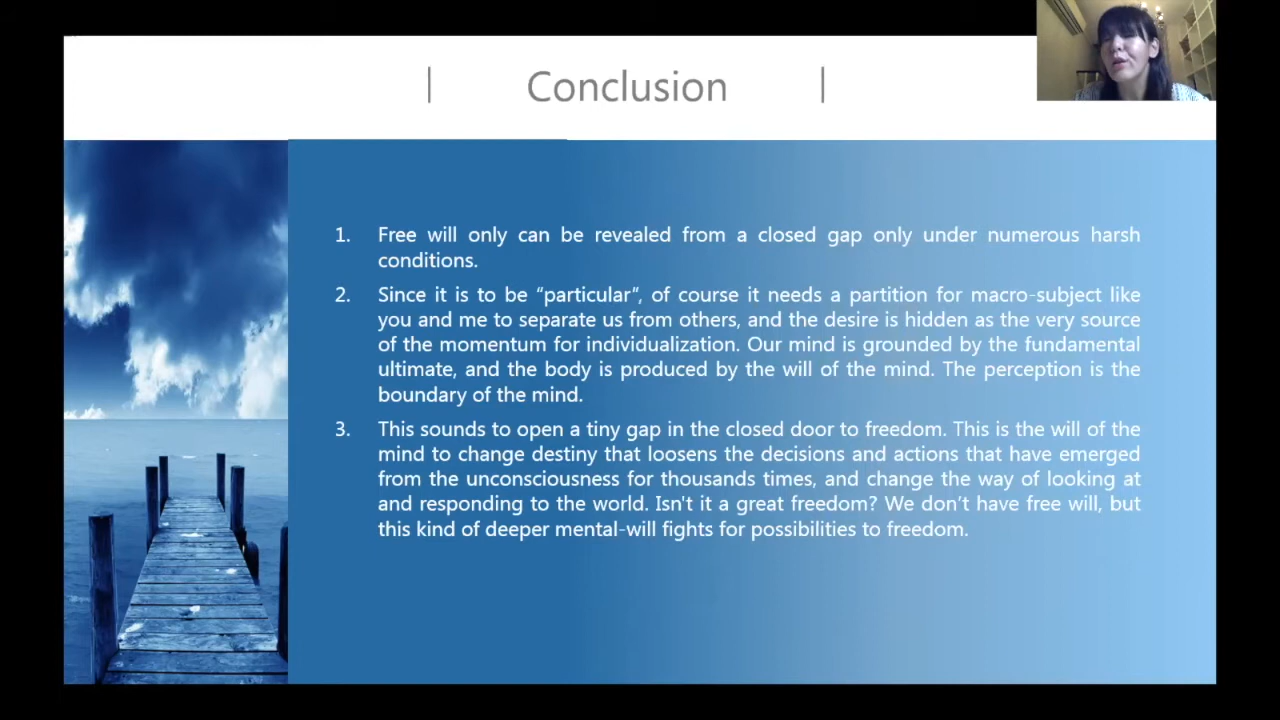 Conclusion
1. Free will only can be revealed from a closed gap only under numerous harsh
conditions.
2. Since it is to be “particular“, of course it needs a partition for macro-subject like
you and me to separate us from others, and the desire is hidden as the very source
of the momentum for individualization. Our mind is grounded by the fundamental
ultimate, and the body is produced by the will of the mind. The perception is the
boundary of the mind.
3. This sounds to open a tiny gap in the closed door to freedom. This is the will of the
mind to change destiny that loosens the decisions and actions that have emerged
from the unconsciousness for thousands times, and change the way of looking at
and responding to the world. Isn't it a great freedom? We don’t have free will, but
this kind of deeper mental-will fights for possibilities to freedom.